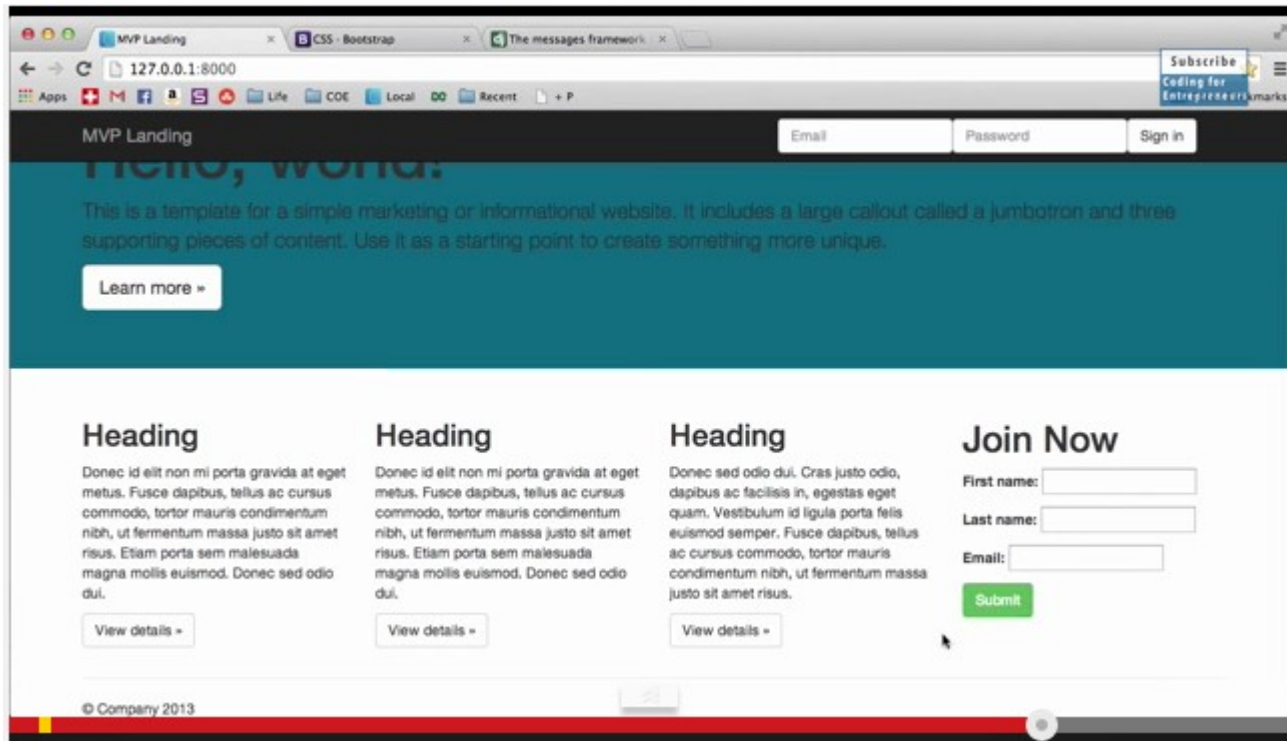 MVP Landing
CSS - Bootstrap
The messages framework
127.0.0.1:8000
Subscribe
Coding for
Entrepreneurs
Apps
Life
COE
Local
Recent
+ P
kmarks
MVP Landing
Email
Password
Sign in
Hello, world!
This is a template for a simple marketing or informational website. It includes a large callout called a jumbotron and three
supporting pieces of content. Use it as a starting point to create something more unique.
Learn more »
Heading
Donec id elit non mi porta gravida at eget
metus. Fusce dapibus, tellus ac cursus
commodo, tortor mauris condimentum
nibh, ut fermentum massa justo sit amet
risus. Etiam porta sem malesuada
magna mollis euismod. Donec sed odio
dui.
View details »
Heading
Donec id elit non mi porta gravida at eget
metus. Fusce dapibus, tellus ac cursus
commodo, tortor mauris condimentum
nibh, ut fermentum massa justo sit amet
risus. Etiam porta sem malesuada
magna mollis euismod. Donec sed odio
dui.
View details »
Heading
Donec sed odio dui. Cras justo odio,
dapibus ac facilisis in, egestas eget
quam. Vestibulum id ligula porta felis
euismod semper. Fusce dapibus, tellus
ac cursus commodo, tortor mauris
condimentum nibh, ut fermentum massa
justo sit amet risus.
View details »
Join Now
First name:
Last name:
Email:
Submit
© Company 2013